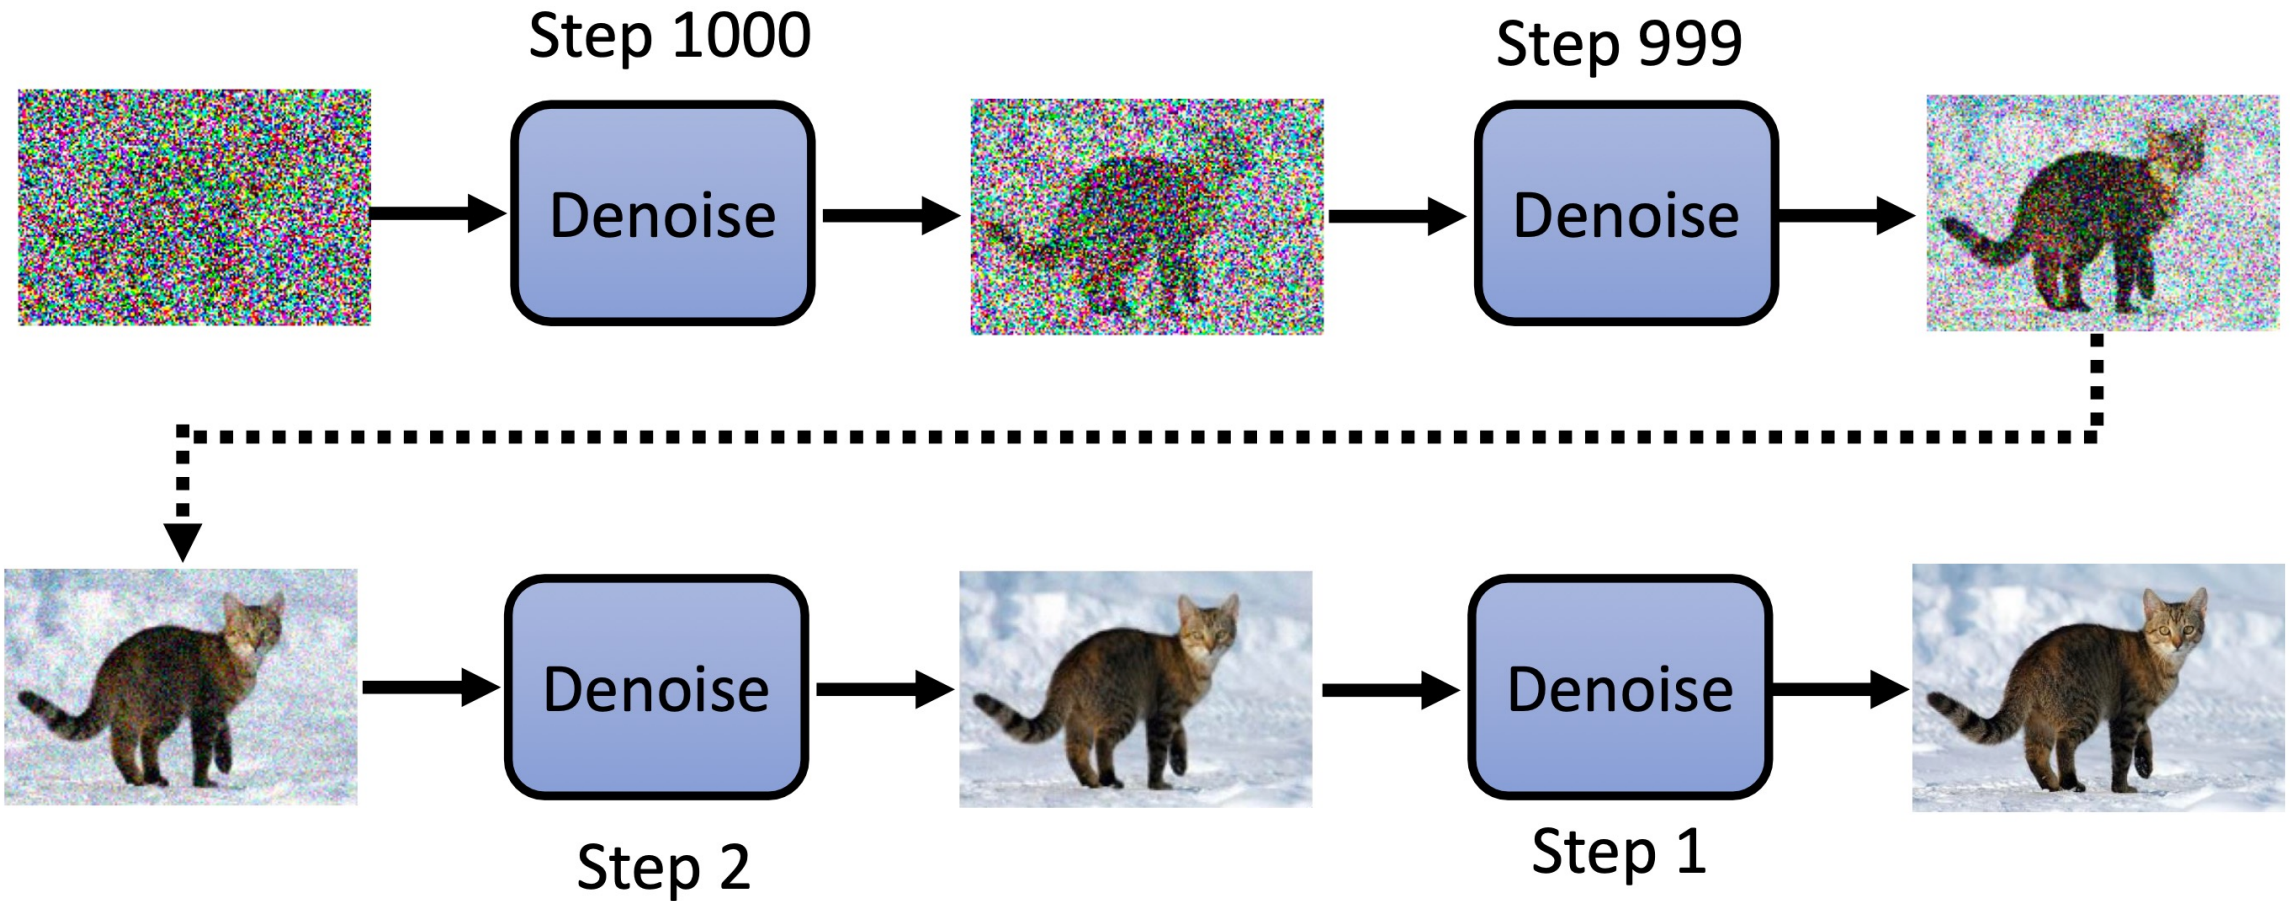 Step 1000
Step 999
Denoise
Denoise
Denoise
Denoise
Step 2
Step 1